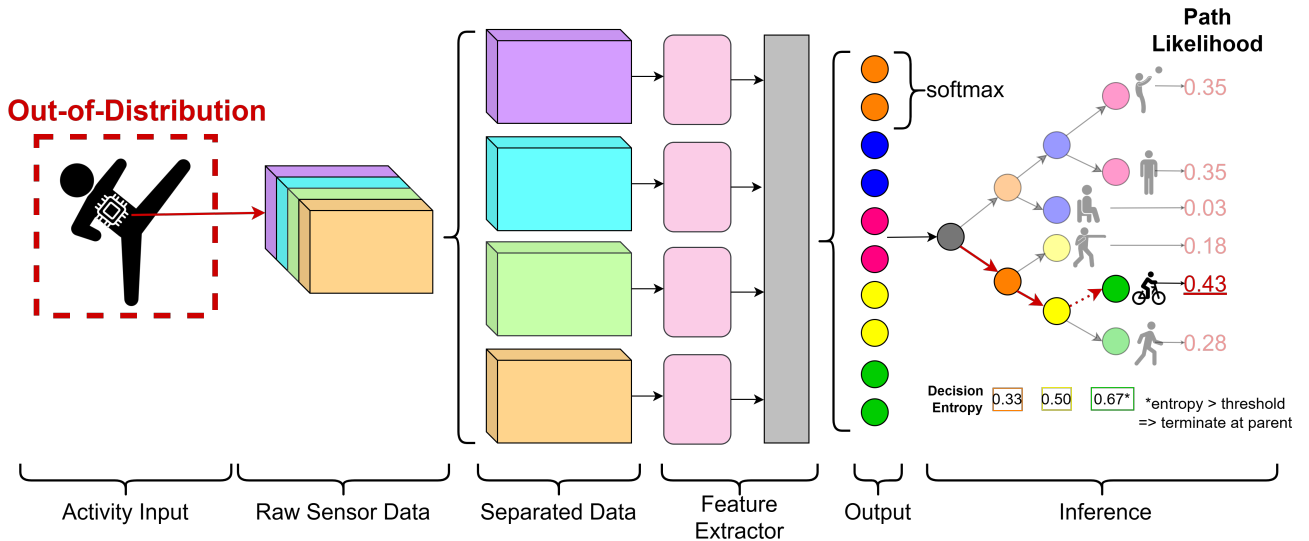 Path
Likelihood
Out-of-Distribution
softmax
0.35
0.35
0.03
0.18
0.43
0.28
Decision
Entropy
0.33
0.50
0.67*
*entropy > threshold
=> terminate at parent
Activity Input
Raw Sensor Data
Separated Data
Feature
Extractor
Output
Inference